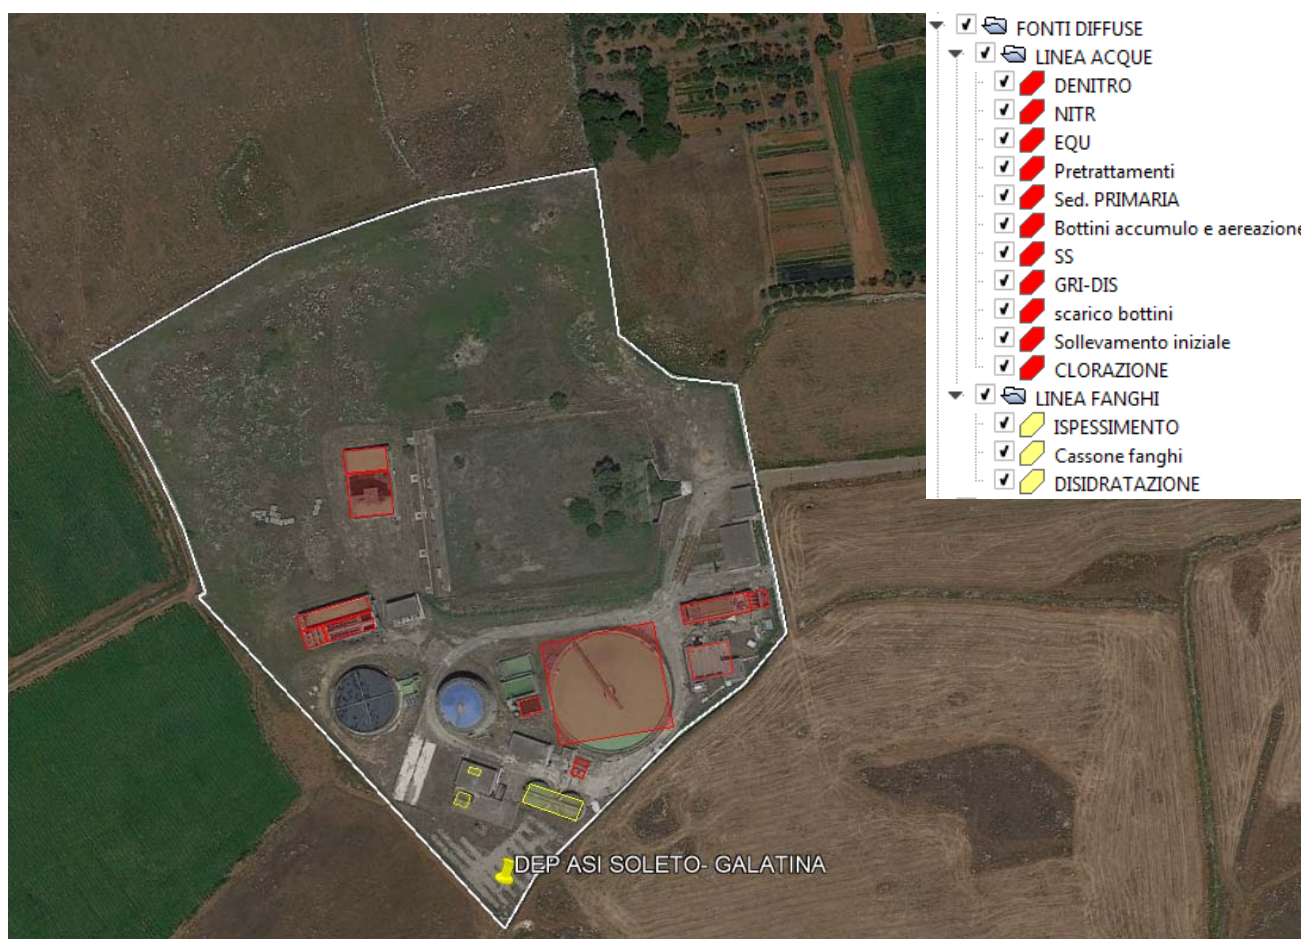 FONTI DIFFUSE
LINEA ACQUE
DENITRO
NITR
EQU
Pretrattamenti
Sed. PRIMARIA
Bottini accumulo e aereazione
SS
GRI-DIS
scarico bottini
Sollevamento iniziale
CLORAZIONE
LINEA FANGHI
ISPESSIMENTO
Cassone fanghi
DISIDRATAZIONE
DEP ASI SOLETO- GALATINA